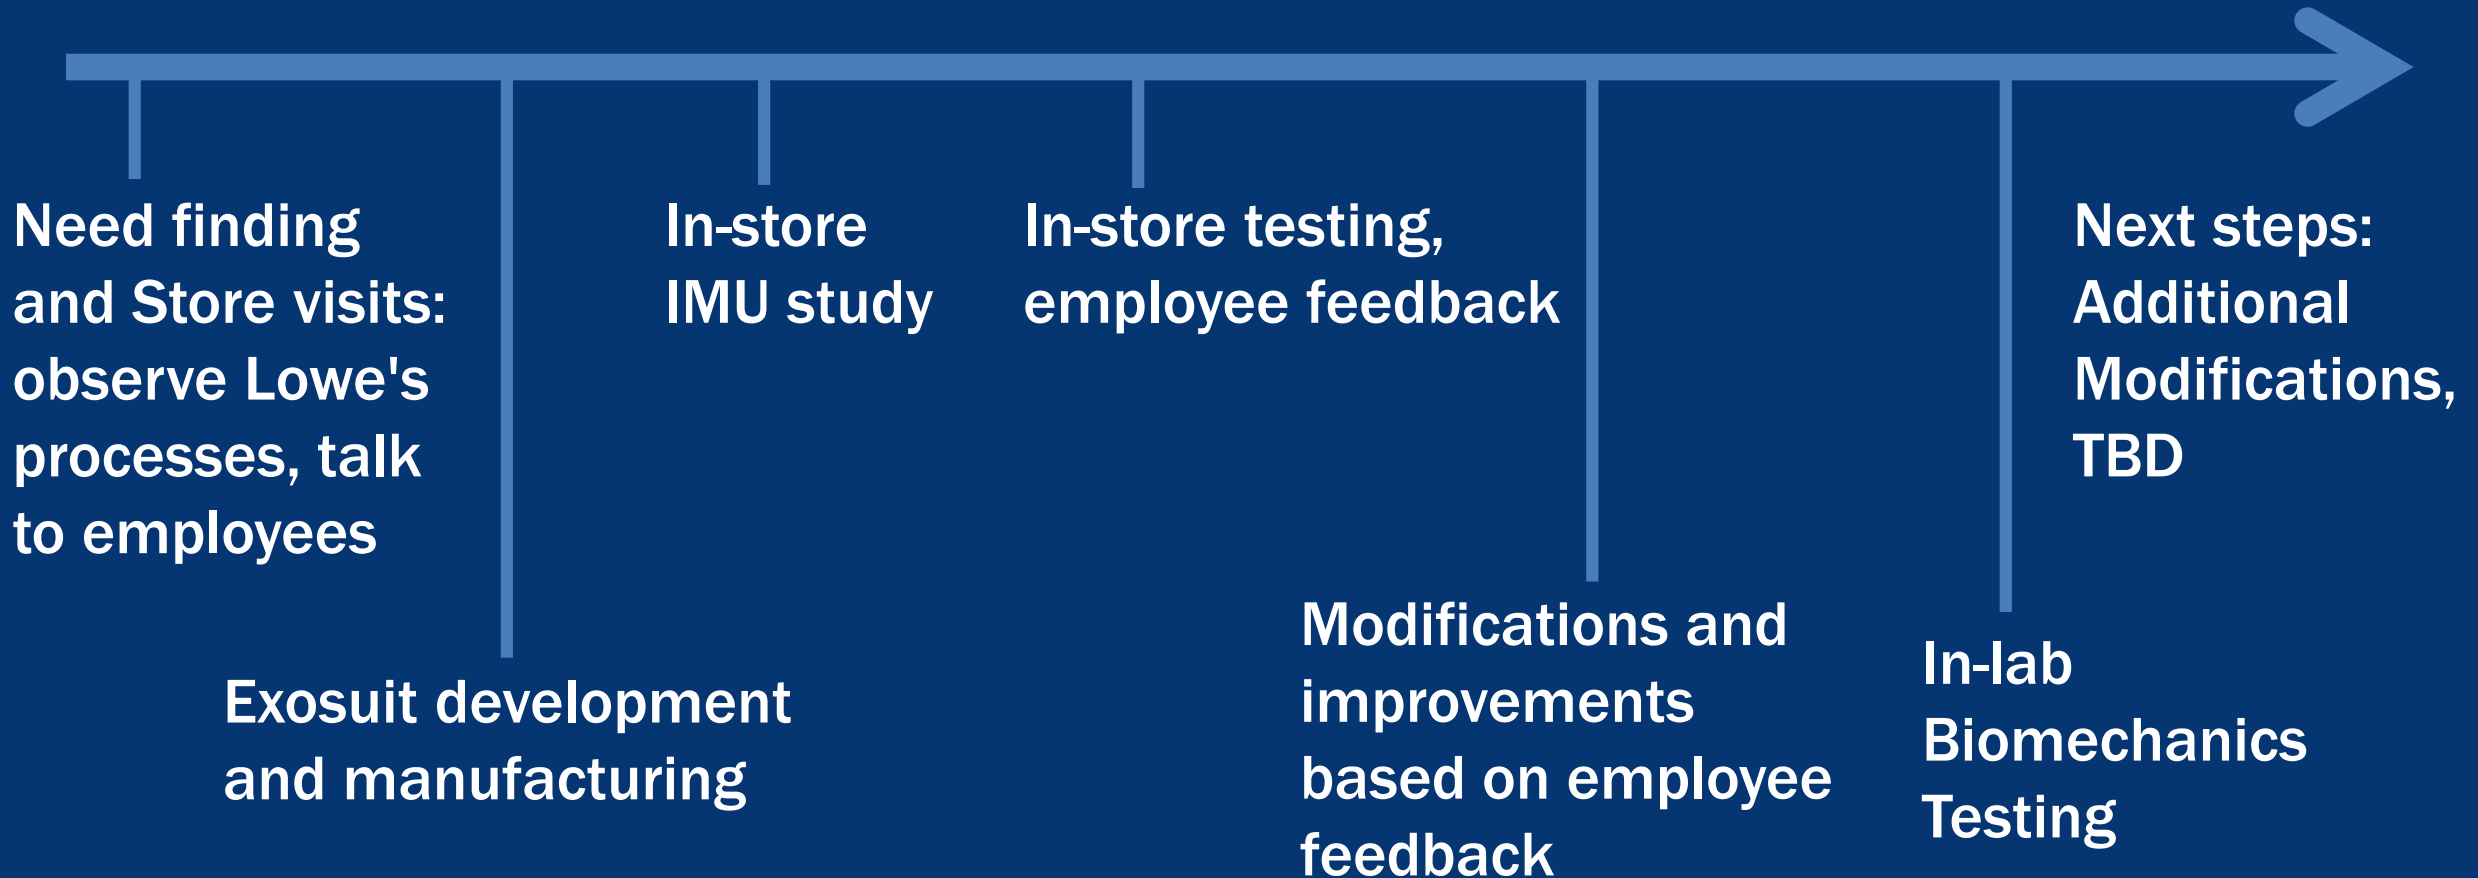 Need finding
and Store visits:
observe Lowe's
processes, talk
to employees
Exosuit development
and manufacturing
In-store
IMU study
In-store testing,
employee feedback
Modifications and
improvements
based on employee
feedback
In-lab
Biomechanics
Testing
Next steps:
Additional
Modifications,
TBD